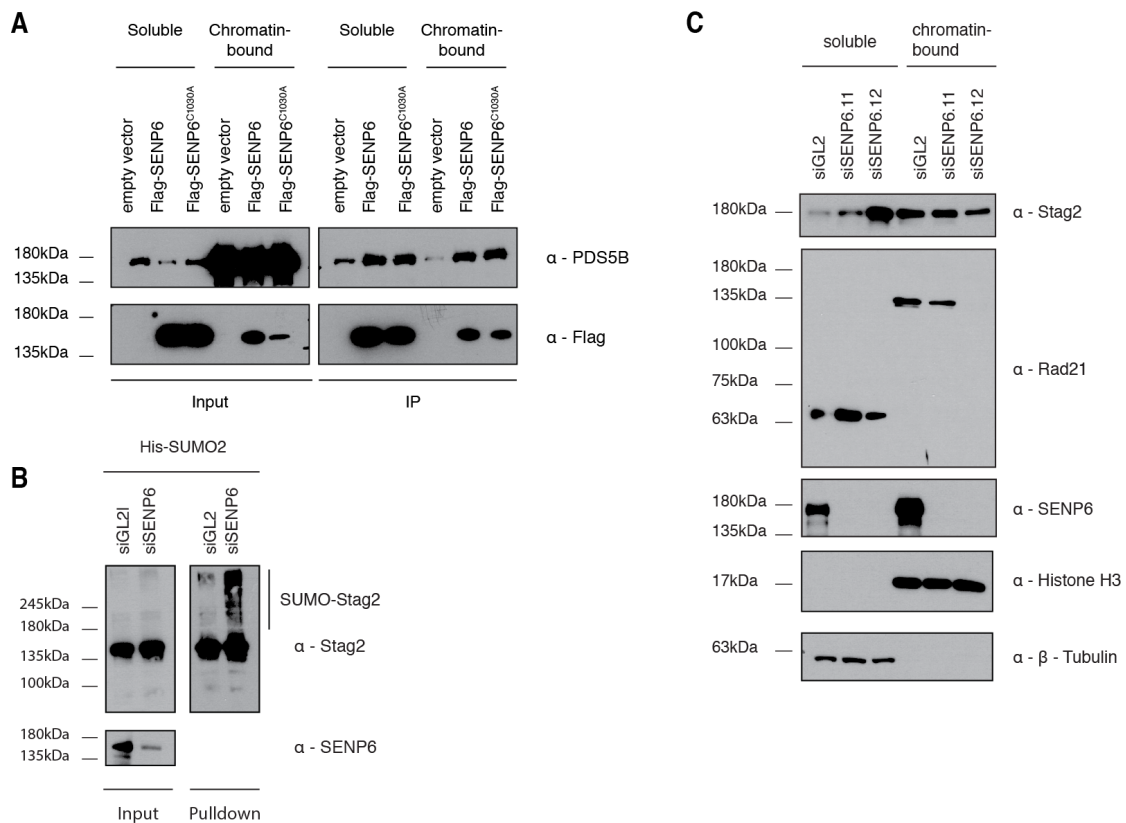 A
Soluble
Chromatin-
bound
Soluble
Chromatin-
bound
empty vector
Flag-SENP6
Flag-SENP6C1030A
empty vector
Flag-SENP6
Flag-SENP6C1030A
empty vector
Flag-SENP6
Flag-SENP6C1030A
empty vector
Flag-SENP6
Flag-SENP6C1030A
180kDa
135kDa
α - PDS5B
180kDa
135kDa
α - Flag
Input
IP
B
His-SUMO2
siGL2l
siSENP6
siGL2
siSENP6
245kDa
180kDa
135kDa
100kDa
SUMO-Stag2
α - Stag2
180kDa
135kDa
α - SENP6
Input
Pulldown
C
soluble
chromatin-
bound
siGL2
siSENP6.11
siSENP6.12
siGL2
siSENP6.11
siSENP6.12
180kDa
α - Stag2
180kDa
135kDa
100kDa
75kDa
63kDa
α - Rad21
180kDa
135kDa
α - SENP6
17kDa
α - Histone H3
63kDa
α - β - Tubulin